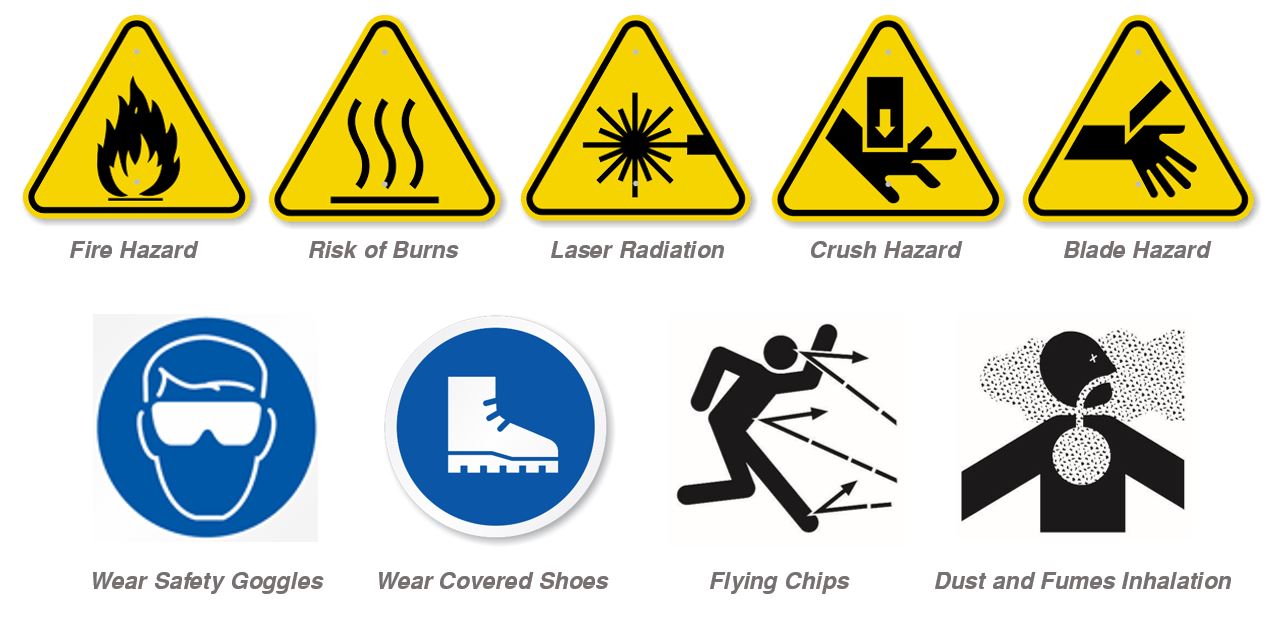 Fire Hazard
Risk of Burns
Laser Radiation
Crush Hazard
Blade Hazard
Wear Safety Goggles
Wear Covered Shoes
Flying Chips
Dust and Fumes Inhalation